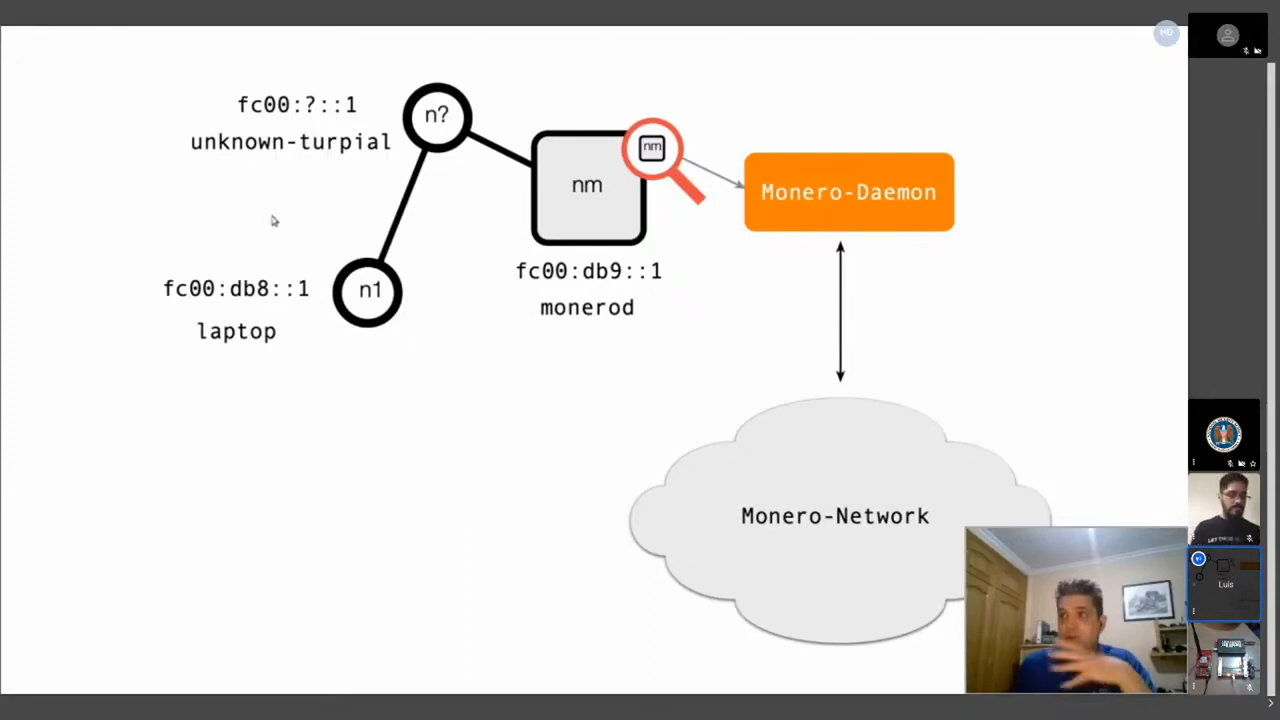 HD
fc00:?::1
unknown-turpial
n?
nm
nm
Monero-Daemon
fc00:db9::1
monerod
fc00:db8::1
n1
laptop
Monero-Network
Luis